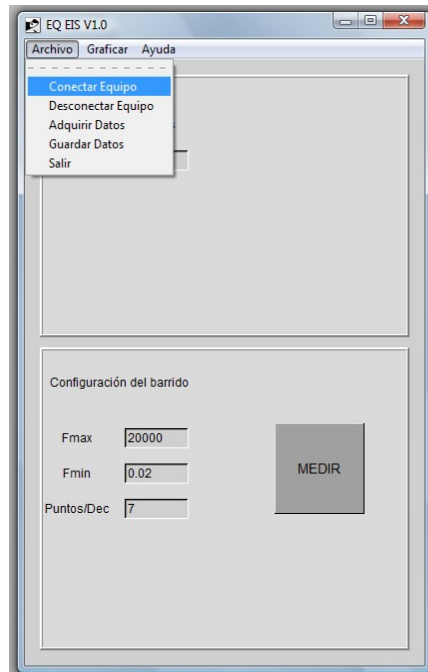 EQ EIS V1.0
Archivo Graficar Ayuda
Conectar Equipo
Desconectar Equipo
Adquirir Datos
Guardar Datos
Salir
Configuración del barrido
Fmax 20000
Fmin 0.02
MEDIR
Puntos/Dec 7